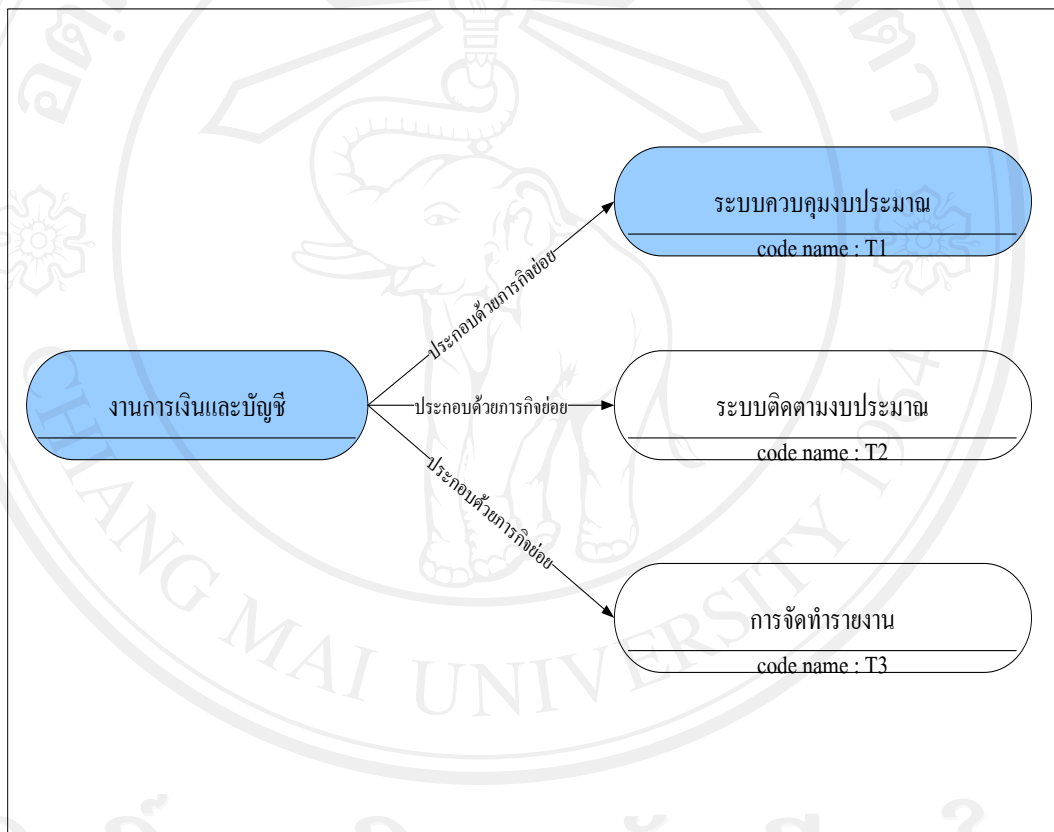 ระบบควบคุมงบประมาณ
code name : T1
ประกอบด้วยภารกิจย่อย
งานการเงินและบัญชี
ประกอบด้วยภารกิจย่อย
ระบบติดตามงบประมาณ
code name : T2
ประกอบด้วยภารกิจย่อย
การจัดทำรายงาน
code name : T3
CHIANG MAI UNIVERSITY 1964